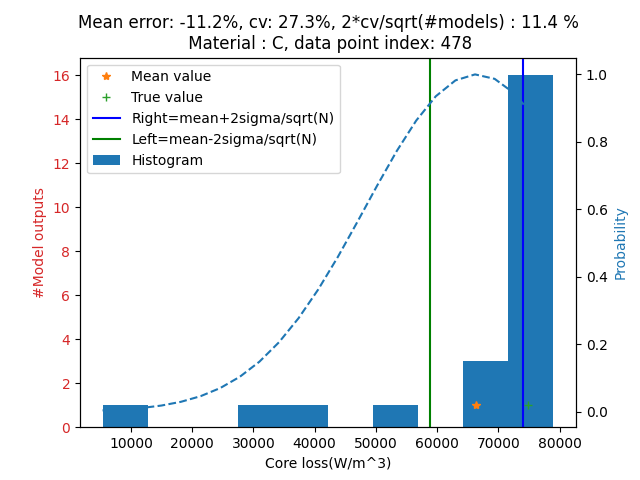 Mean error: -11.2%, cv: 27.3%, 2*cv/sqrt(#models) : 11.4 %
Material : C, data point index: 478
Mean value
True value
Right=mean+2sigma/sqrt(N)
Left=mean-2sigma/sqrt(N)
Histogram
16
14
12
10
8
6
4
2
0
#Model outputs
1.0
0.8
0.6
0.4
0.2
0.0
Probability
10000 20000 30000 40000 50000 60000 70000 80000
Core loss(W/m^3)